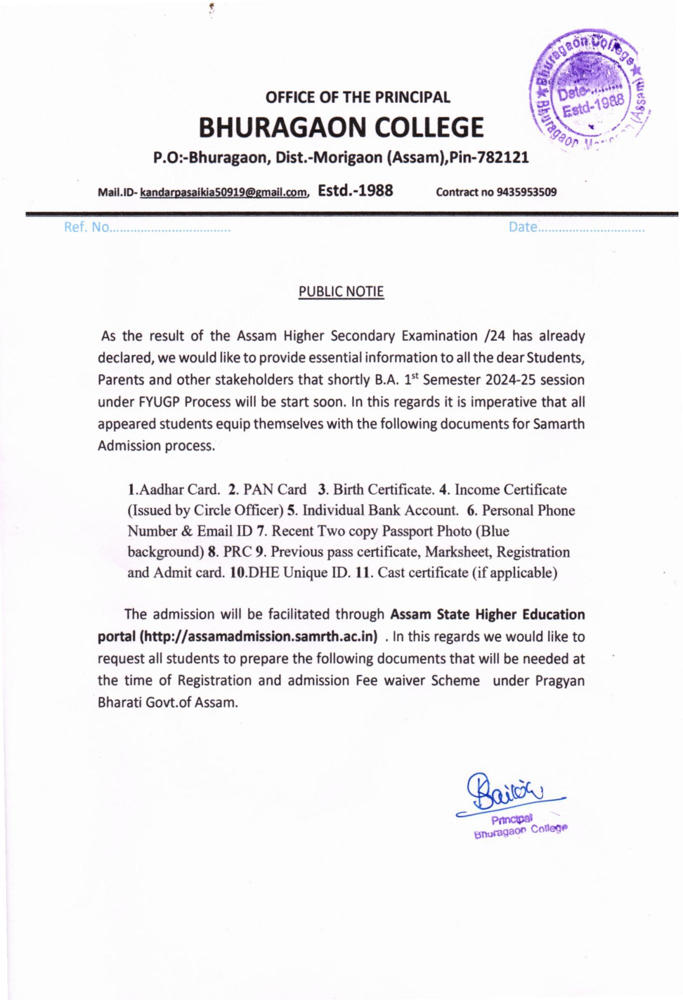 Bhuragaon College
Date-..........
Estd-1988
Bhuragaon (Assam)
OFFICE OF THE PRINCIPAL
BHURAGAON COLLEGE
P.O:-Bhuragaon, Dist.-Morigaon (Assam),Pin-782121
Mail.ID- kandarpasaikia50919@gmail.com, Estd.-1988 Contract no 9435953509
Ref. No................................... Date...............................
PUBLIC NOTIE
As the result of the Assam Higher Secondary Examination /24 has already
declared, we would like to provide essential information to all the dear Students,
Parents and other stakeholders that shortly B.A. 1st Semester 2024-25 session
under FYUGP Process will be start soon. In this regards it is imperative that all
appeared students equip themselves with the following documents for Samarth
Admission process.
1.Aadhar Card. 2. PAN Card 3. Birth Certificate. 4. Income Certificate
(Issued by Circle Officer) 5. Individual Bank Account. 6. Personal Phone
Number & Email ID 7. Recent Two copy Passport Photo (Blue
background) 8. PRC 9. Previous pass certificate, Marksheet, Registration
and Admit card. 10.DHE Unique ID. 11. Cast certificate (if applicable)
The admission will be facilitated through Assam State Higher Education
portal (http://assamadmission.samrth.ac.in) . In this regards we would like to
request all students to prepare the following documents that will be needed at
the time of Registration and admission Fee waiver Scheme under Pragyan
Bharati Govt.of Assam.
Principal
Bhuragaon College